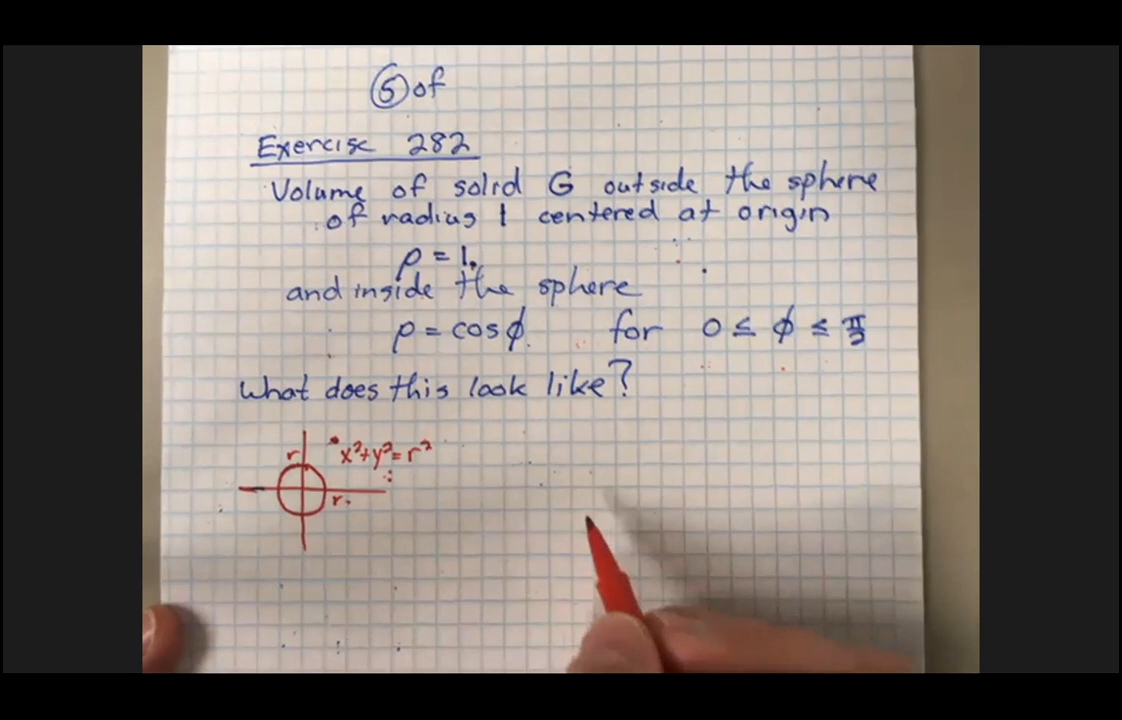 ⑤ of
Exercise 282
Volume of solid G outside the sphere
of radius 1 centered at origin
ρ = 1.
and inside the sphere
ρ = cos φ. for 0 ≤ φ ≤ π/2
What does this look like?
r x²+y²=r²
r.